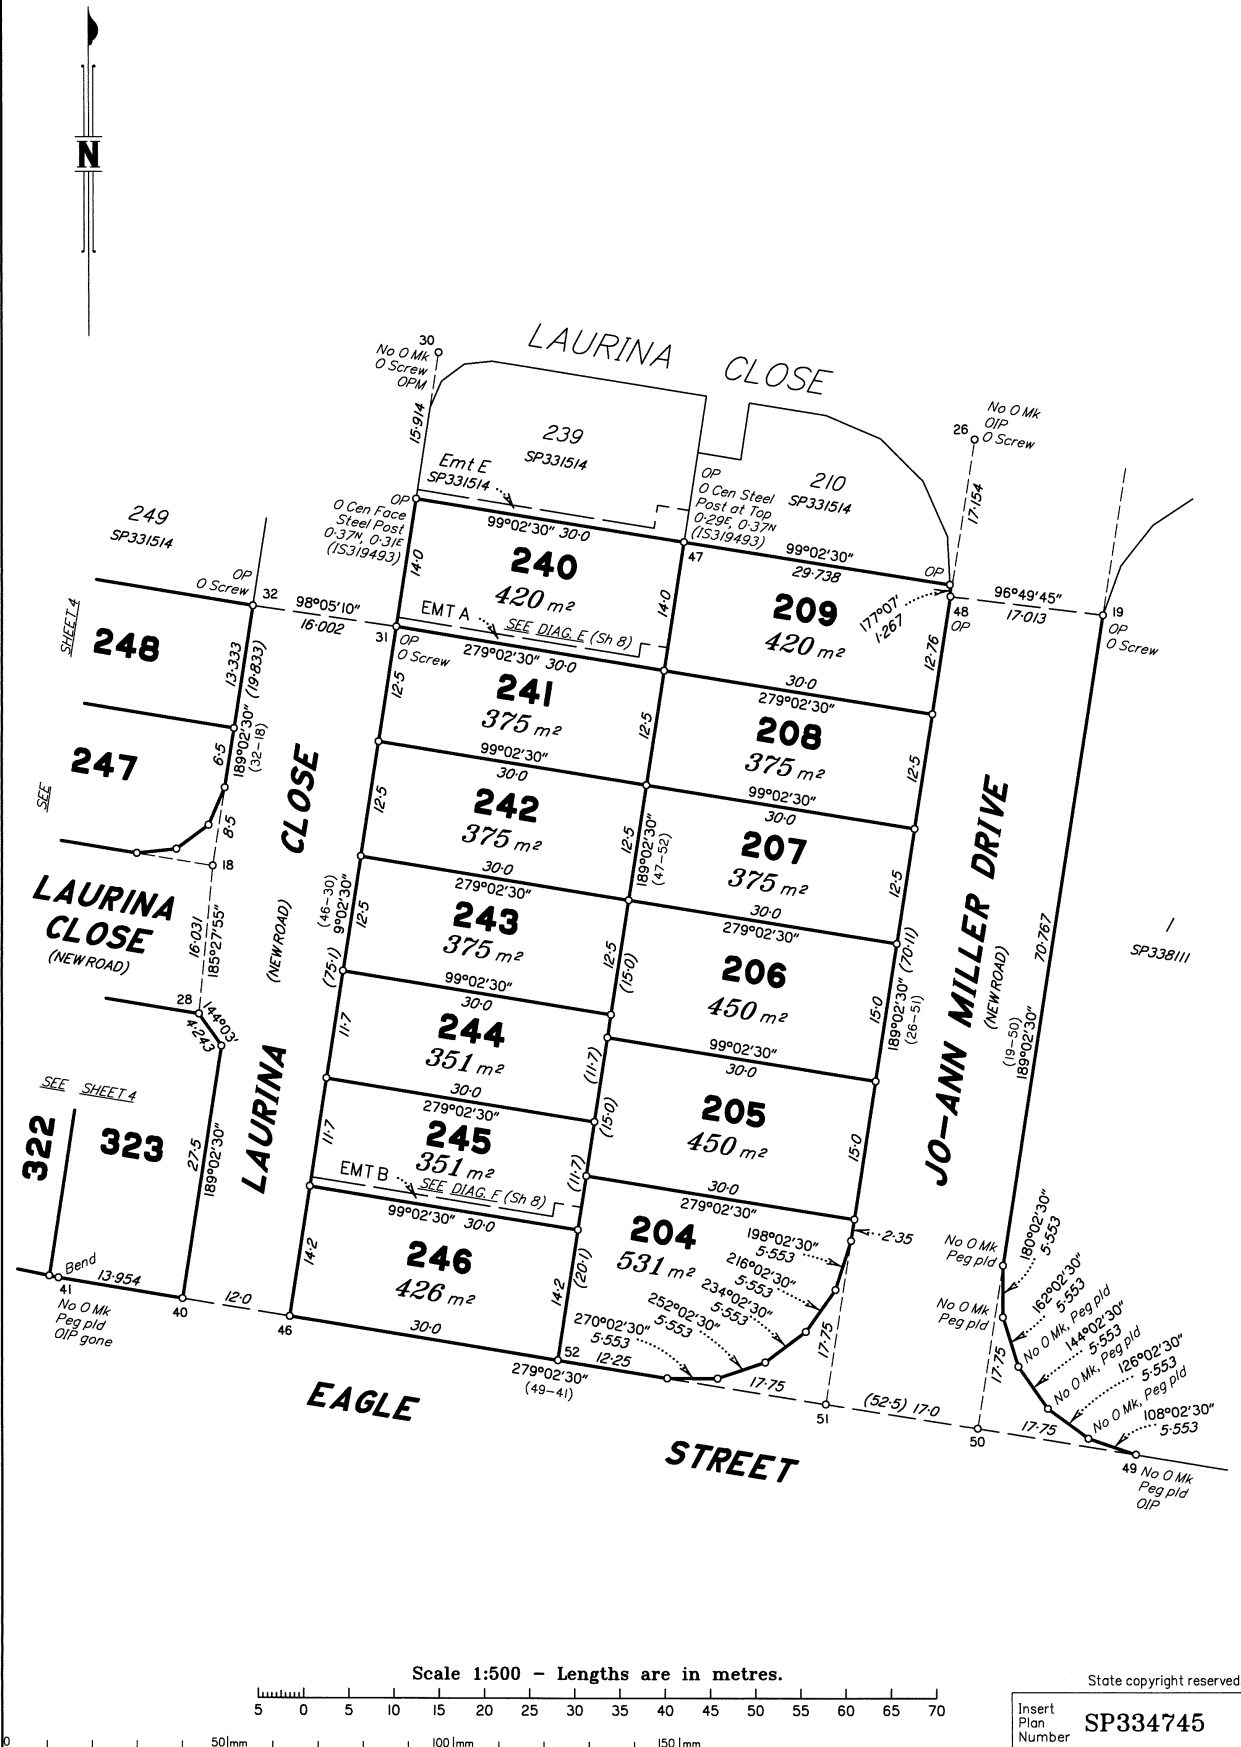 N
LAURINA CLOSE
30
No O Mk
O Screw
OPM
15·914
239
SP331514
Emt E
SP331514
No O Mk
OIP
O Screw
26
17·154
210
SP331514
OP
O Cen Steel
Post at Top
0·29E, 0·37N
(IS319493)
OP
O Cen Face
Steel Post
0·37N, 0·31E
(IS319493)
249
SP331514
OP
O Screw
32
98°05'10"
16·002
31
OP
O Screw
99°02'30" 30·0
240
420 m²
14·0
14·0
47
99°02'30"
29·738
OP
209
420 m²
177°07'
1·267
48
OP
96°49'45"
17·013
19
OP
O Screw
12·76
EMT A
SEE DIAG. E (Sh 8)
279°02'30" 30·0
SHEET 4
248
13·333
(19·833)
189°02'30"
(32-18)
241
375 m²
12·5
12·5
30·0
279°02'30"
208
375 m²
12·5
247
SEE
6·5
8·5
18
99°02'30"
30·0
242
375 m²
12·5
12·5
189°02'30"
(47-52)
99°02'30"
30·0
207
375 m²
12·5
LAURINA CLOSE
(NEW ROAD)
LAURINA
CLOSE
(NEW ROAD)
16·031
185°27'55"
28
144°03'
4·243
30·0
279°02'30"
243
375 m²
(46-30)
9°02'30"
(75·1)
12·5
12·5
(15·0)
30·0
279°02'30"
206
450 m²
15·0
189°02'30" (70·11)
(26-51)
JO-ANN MILLER DRIVE
(NEW ROAD)
70·767
(19-50)
189°02'30"
1
SP338111
99°02'30"
30·0
244
351 m²
11·7
(11·7)
99°02'30"
30·0
205
450 m²
(15·0)
15·0
SEE SHEET 4
322
323
27·5
189°02'30"
30·0
279°02'30"
245
351 m²
11·7
(11·7)
EMT B
SEE DIAG. F (Sh 8)
99°02'30" 30·0
246
426 m²
14·2
14·2
(20·1)
30·0
279°02'30"
204
531 m²
2·35
198°02'30"
5·553
216°02'30"
5·553
234°02'30"
5·553
252°02'30"
5·553
270°02'30"
5·553
12·25
17·75
17·75
No O Mk
Peg pld
No O Mk
Peg pld
180°02'30"
5·553
162°02'30"
5·553
No O Mk, Peg pld
144°02'30"
5·553
No O Mk, Peg pld
126°02'30"
5·553
No O Mk, Peg pld
108°02'30"
5·553
17·75
17·75
Bend
13·954
41
No O Mk
Peg pld
OIP gone
40
12·0
46
30·0
52
279°02'30"
(49-41)
51
(52·5) 17·0
50
49
No O Mk
Peg pld
OIP
EAGLE STREET
Scale 1:500 - Lengths are in metres.
5 0 5 10 15 20 25 30 35 40 45 50 55 60 65 70
0 50mm 100mm 150mm
State copyright reserved
Insert
Plan
Number
SP334745